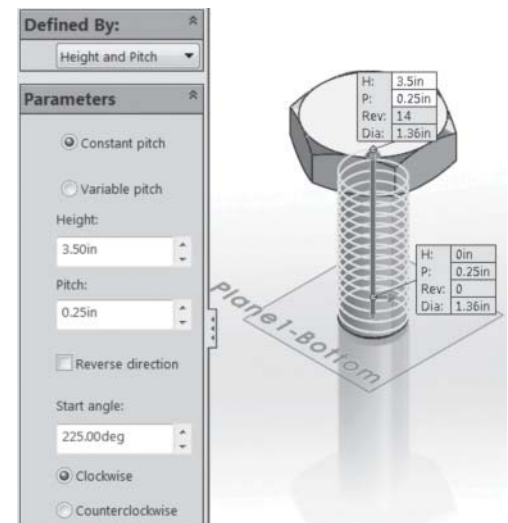 Defined By:
Height and Pitch
Parameters
Constant pitch
Variable pitch
Height:
3.50in
Pitch:
0.25in
Reverse direction
Start angle:
225.00deg
Clockwise
Counterclockwise
H: 3.5in
P: 0.25in
Rev: 14
Dia: 1.36in
H: 0in
P: 0.25in
Rev: 0
Dia: 1.36in
Plane1-Bottom